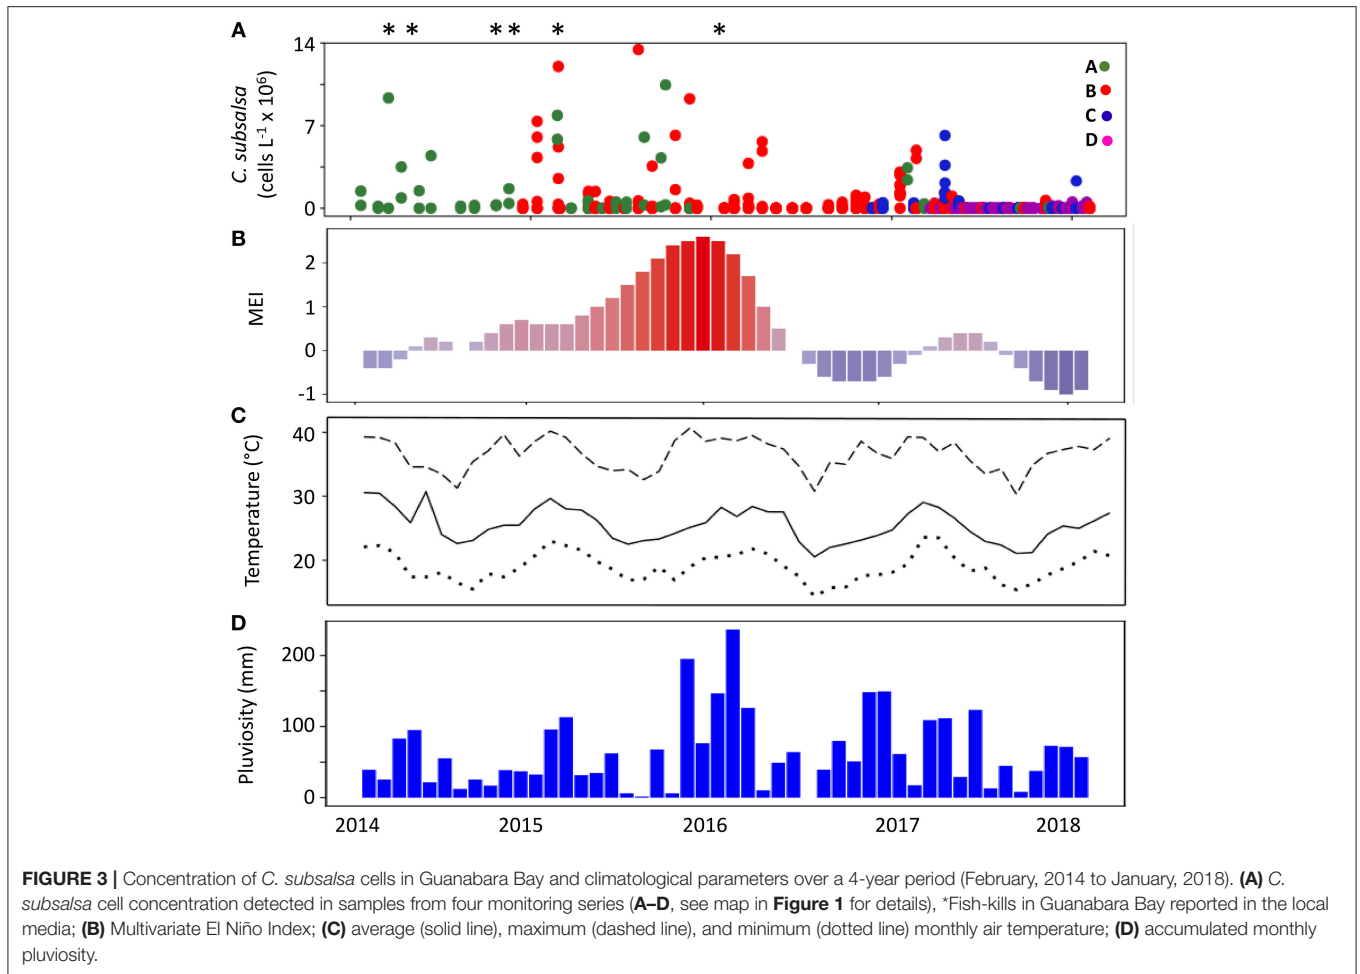 A
* * * * * *
14
7
0
C. subsalsa
(cells L-1 x 10⁶)
A
B
C
D
B
2
1
0
-1
MEI
C
40
30
20
Temperature (°C)
D
200
100
0
Pluviosity (mm)
2014 2015 2016 2017 2018
FIGURE 3 | Concentration of C. subsalsa cells in Guanabara Bay and climatological parameters over a 4-year period (February, 2014 to January, 2018). (A) C.
subsalsa cell concentration detected in samples from four monitoring series (A–D, see map in Figure 1 for details), *Fish-kills in Guanabara Bay reported in the local
media; (B) Multivariate El Niño Index; (C) average (solid line), maximum (dashed line), and minimum (dotted line) monthly air temperature; (D) accumulated monthly
pluviosity.